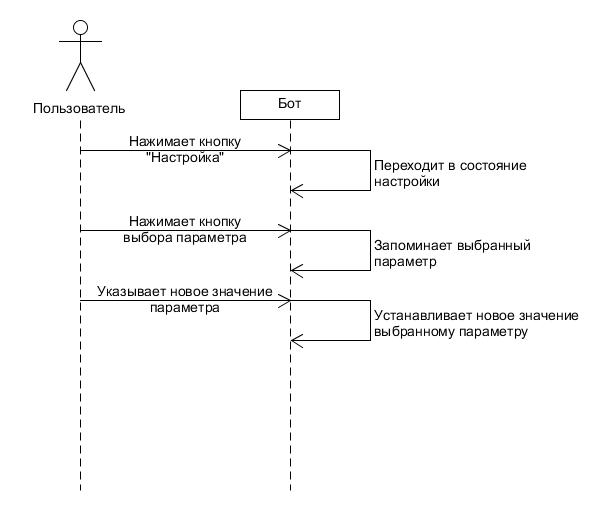 Пользователь
Бот
Нажимает кнопку
"Настройка"
Переходит в состояние
настройки
Нажимает кнопку
выбора параметра
Запоминает выбранный
параметр
Указывает новое значение
параметра
Устанавливает новое значение
выбранному параметру